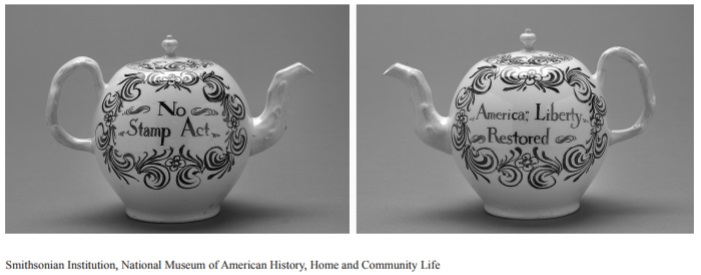 No
Stamp Act.
America; Liberty
Restored
Smithsonian Institution, National Museum of American History, Home and Community Life